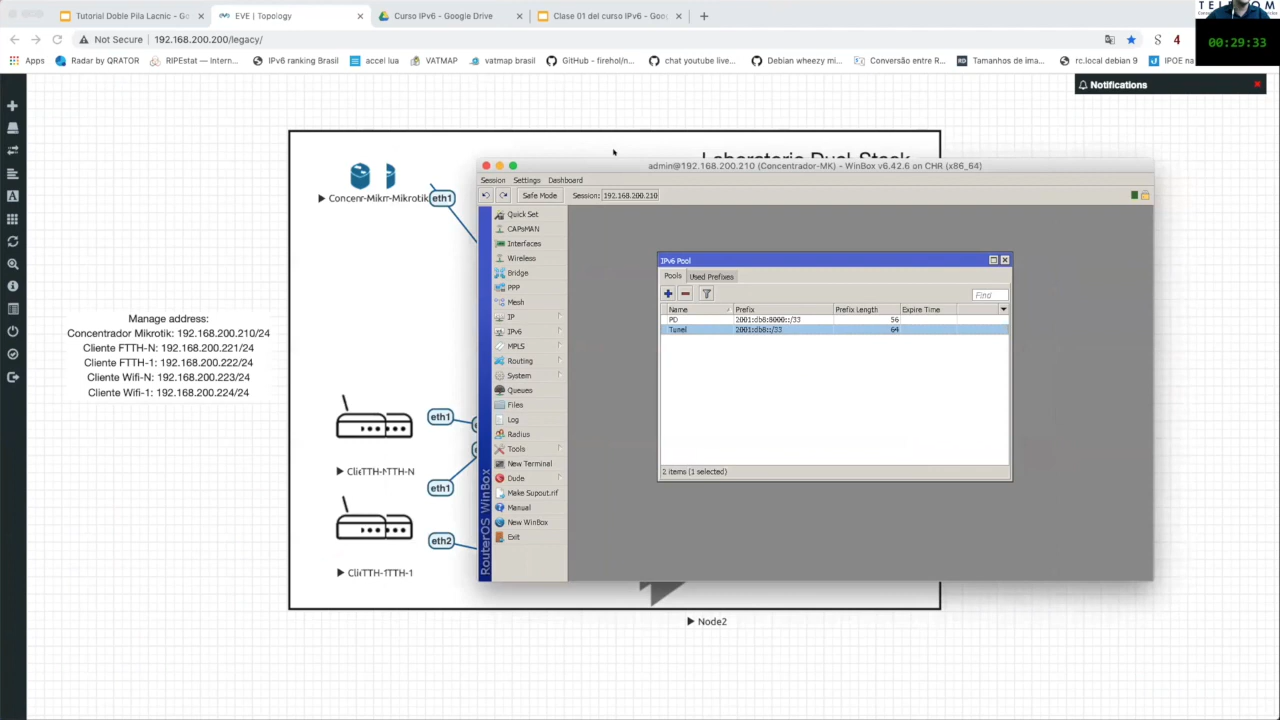 Tutorial Doble Pila Lacnic - Go
EVE | Topology
Curso IPv6 - Google Drive
Clase 01 del curso IPv6 - Goo
TELECOM
Not Secure
192.168.200.200/legacy/
4
00:29:33
Apps
Radar by QRATOR
RIPEstat — Intern...
IPv6 ranking Brasil
accel lua
VATMAP
vatmap brasil
GitHub - firehol/n...
chat youtube live...
Debian wheezy mi...
Conversão entre R...
Tamanhos de ima...
rc.local debian 9
IPOE na
Notifications
Laboratorio Dual-Stack
Concenr-Mikrr-Mikrotik
eth1
admin@192.168.200.210 (Concentrador-MK) - WinBox v6.42.6 on CHR (x86_64)
Session Settings Dashboard
Safe Mode
Session: 192.168.200.210
Quick Set
CAPsMAN
Interfaces
Wireless
Bridge
PPP
Mesh
IP
IPv6
MPLS
Routing
System
Queues
Files
Log
Radius
Tools
New Terminal
Dude
Make Supout.rif
Manual
New WinBox
Exit
RouterOS WinBox
IPv6 Pool
Pools
Used Prefixes
Find
Name Prefix Prefix Length Expire Time
PD 2001:db8:8000::/33 56
Tunel 2001:db8::/33 64
2 items (1 selected)
Manage address:
Concentrador Mikrotik: 192.168.200.210/24
Cliente FTTH-N: 192.168.200.221/24
Cliente FTTH-1: 192.168.200.222/24
Cliente Wifi-N: 192.168.200.223/24
Cliente Wifi-1: 192.168.200.224/24
eth1
CliєTTH-NTTH-N
eth1
eth2
CliєTTH-1TTH-1
Node2